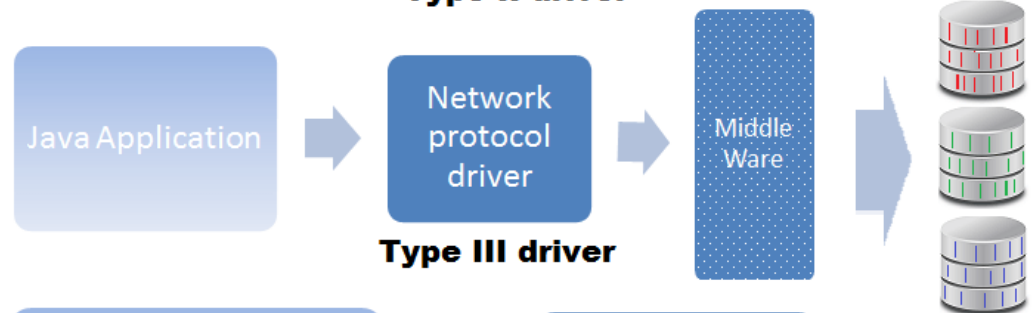 Java Application
Network
protocol
driver
Middle
Ware
Type III driver